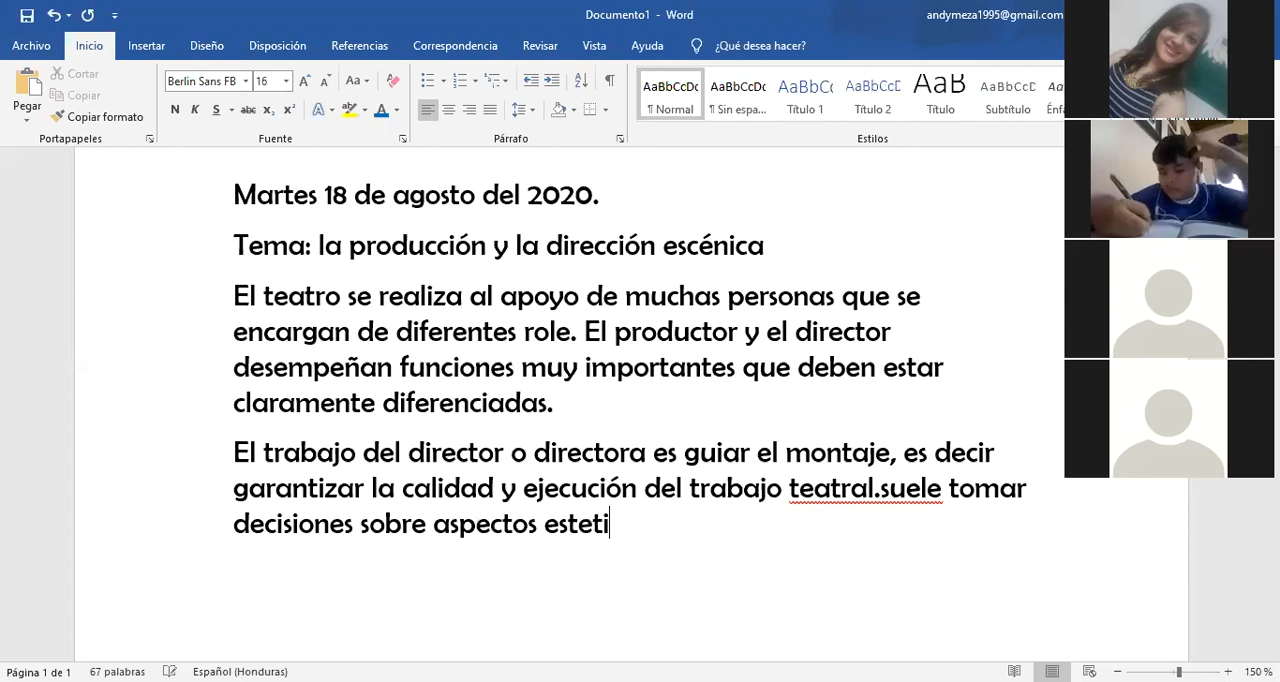 Documento1 - Word
andymeza1995@gmail.com
Archivo Inicio Insertar Diseño Disposición Referencias Correspondencia Revisar Vista Ayuda ¿Qué desea hacer?
Pegar
Cortar
Copiar
Copiar formato
Portapapeles
Berlin Sans FB 16
N K S abc x₂ x²
Fuente
Párrafo
AaBbCcDc AaBbCcDc AaBbCc AaBbCcD AaB AaBbCcD
¶ Normal ¶ Sin espa... Título 1 Título 2 Título Subtítulo
Estilos
Martes 18 de agosto del 2020.
Tema: la producción y la dirección escénica
El teatro se realiza al apoyo de muchas personas que se
encargan de diferentes role. El productor y el director
desempeñan funciones muy importantes que deben estar
claramente diferenciadas.
El trabajo del director o directora es guiar el montaje, es decir
garantizar la calidad y ejecución del trabajo teatral.suele tomar
decisiones sobre aspectos esteti
Página 1 de 1 67 palabras Español (Honduras) 150 %